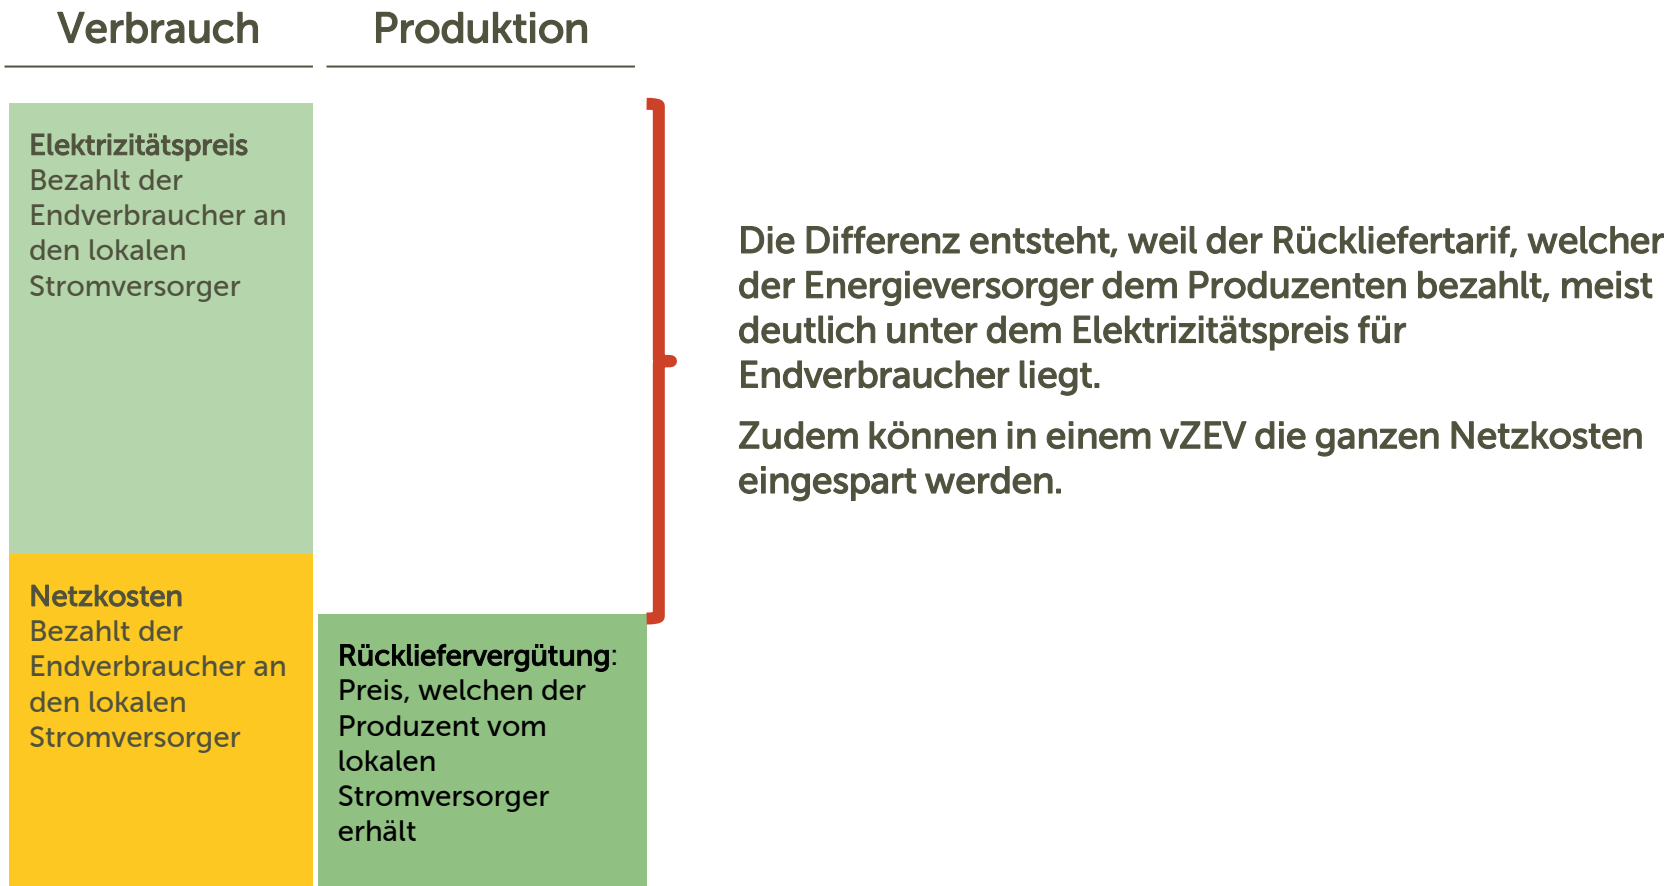 Verbrauch
Produktion
Elektrizitätspreis
Bezahlt der
Endverbraucher an
den lokalen
Stromversorger
Netzkosten
Bezahlt der
Endverbraucher an
den lokalen
Stromversorger
Rückliefervergütung:
Preis, welchen der
Produzent vom
lokalen
Stromversorger
erhält
Die Differenz entsteht, weil der Rückliefertarif, welcher
der Energieversorger dem Produzenten bezahlt, meist
deutlich unter dem Elektrizitätspreis für
Endverbraucher liegt.
Zudem können in einem vZEV die ganzen Netzkosten
eingespart werden.